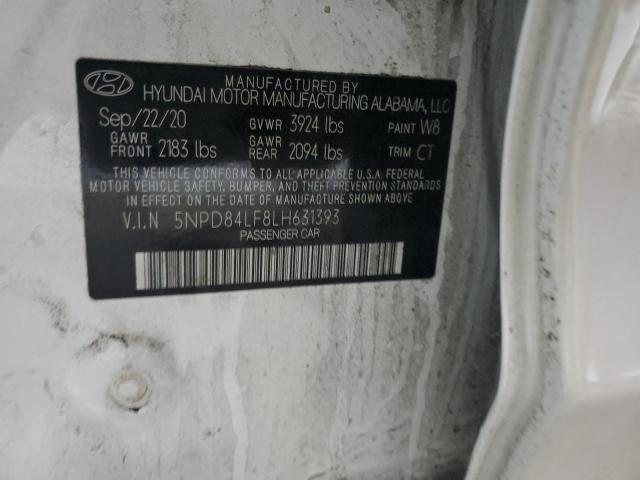 MANUFACTURED BY
HYUNDAI MOTOR MANUFACTURING ALABAMA, LLC
Sep/22/20 GVWR 3924 lbs PAINT W8
GAWR FRONT 2183 lbs GAWR REAR 2094 lbs TRIM CT
THIS VEHICLE CONFORMS TO ALL APPLICABLE U.S.A FEDERAL
MOTOR VEHICLE SAFETY, BUMPER, AND THEFT PREVENTION STANDARDS
IN EFFECT ON THE DATE OF MANUFACTURE SHOWN ABOVE
V.I.N 5NPD84LF8LH631393
PASSENGER CAR